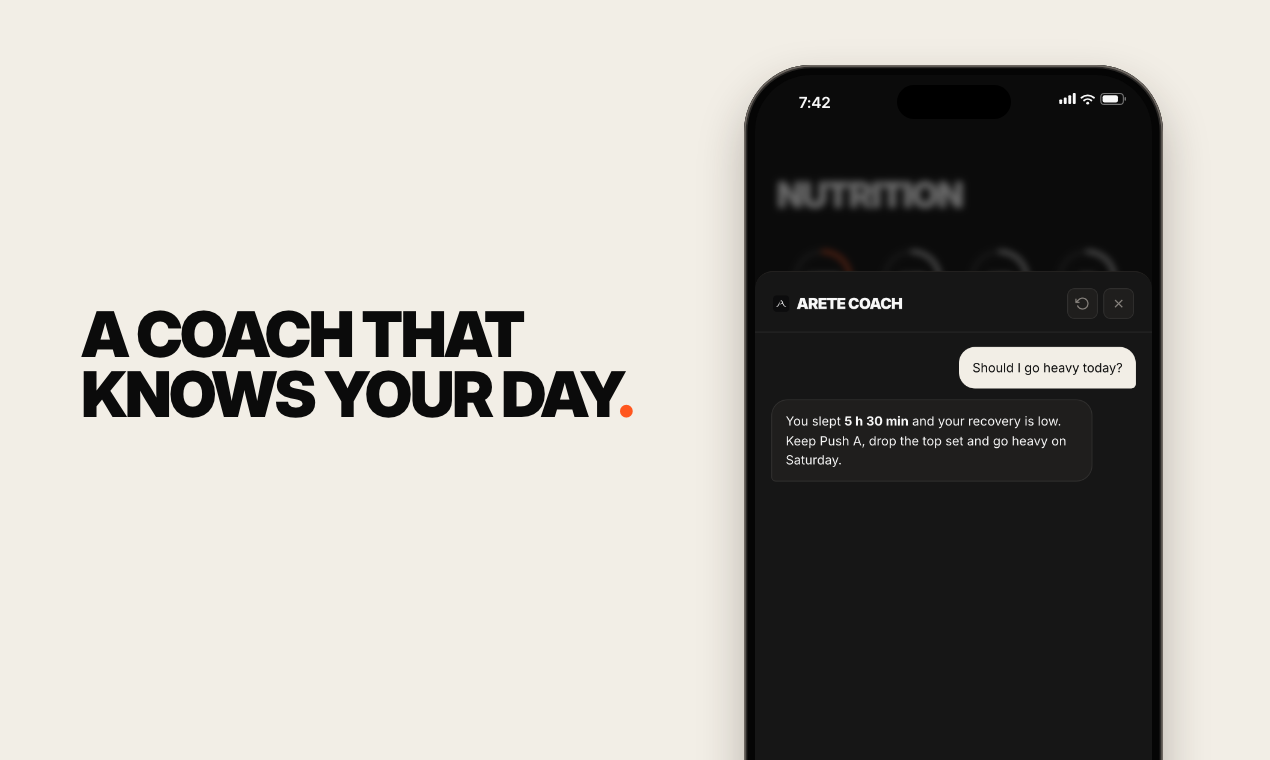 A COACH THAT
KNOWS YOUR DAY.
7:42
NUTRITION
ARETE COACH
Should I go heavy today?
You slept 5 h 30 min and your recovery is low.
Keep Push A, drop the top set and go heavy on
Saturday.